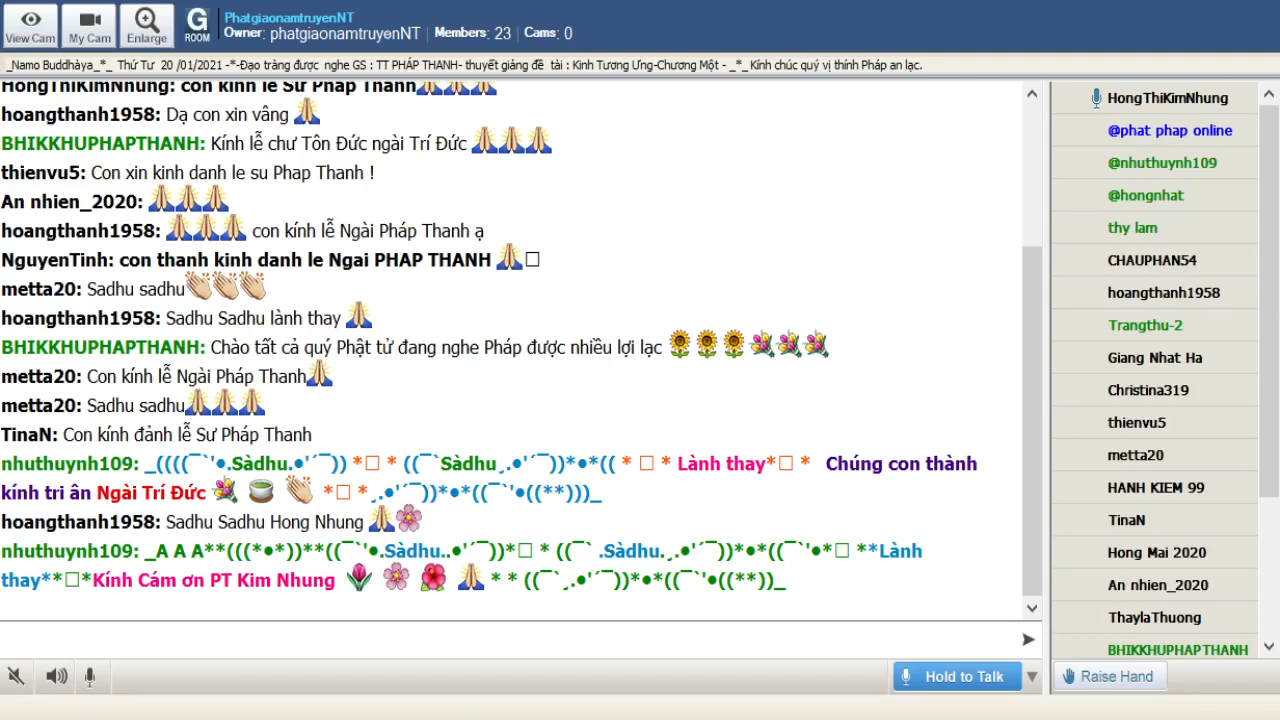 View Cam
My Cam
Enlarge
G
ROOM
PhatgiaonamtruyenNT
Owner: phatgiaonamtruyenNT | Members: 23 | Cams: 0
_Namo Buddhàya_*_ Thứ Tư 20 /01/2021 -*-Đạo tràng được nghe GS : TT PHÁP THANH- thuyết giảng đề tài : Kinh Tương Ưng-Chương Một - _*_Kính chúc quý vị thính Pháp an lạc.
HongThiKimNhung: con kinh le Sư Phap Thanh🙏🙏🙏
hoangthanh1958: Dạ con xin vâng 🙏
BHIKKHUPHAPTHANH: Kính lễ chư Tôn Đức ngài Trí Đức 🙏🙏🙏
thienvu5: Con xin kinh danh le su Phap Thanh !
An nhien_2020: 🙏🙏🙏
hoangthanh1958: 🙏🙏🙏 con kính lễ Ngài Pháp Thanh ạ
NguyenTinh: con thanh kinh danh le Ngai PHAP THANH 🙏□
metta20: Sadhu sadhu👏👏👏
hoangthanh1958: Sadhu Sadhu lành thay 🙏
BHIKKHUPHAPTHANH: Chào tất cả quý Phật tử đang nghe Pháp được nhiều lợi lạc 🌻🌻🌻💐💐💐
metta20: Con kính lễ Ngài Pháp Thanh🙏
metta20: Sadhu sadhu🙏🙏🙏
TinaN: Con kính đảnh lễ Sư Pháp Thanh
nhuthuynh109: _((((¯`'•.Sàdhu.•'´¯)) *□ * ((¯`Sàdhu¸.•'´¯))*•*(( * □ * Lành thay*□ * Chúng con thành
kính tri ân Ngài Trí Đức 💐 🍵 👏 *□ *¸.•'´¯))*•*((¯`'•((**)))_
hoangthanh1958: Sadhu Sadhu Hong Nhung 🙏🌸
nhuthuynh109: _A A A**(((*•*))**((¯`'•.Sàdhu..•'´¯))*□ * ((¯` .Sàdhu.¸.•'´¯))*•*((¯`'•*□ **Lành
thay**□*Kính Cám ơn PT Kim Nhung 🌷 🌸 🌺 🙏 * * ((¯`¸.•'´¯))*•*((¯`'•((**))_
Hold to Talk
HongThiKimNhung
@phat phap online
@nhuthuynh109
@hongnhat
thy lam
CHAUPHAN54
hoangthanh1958
Trangthu-2
Giang Nhat Ha
Christina319
thienvu5
metta20
HANH KIEM 99
TinaN
Hong Mai 2020
An nhien_2020
ThaylaThuong
BHIKKHUPHAPTHANH
Raise Hand